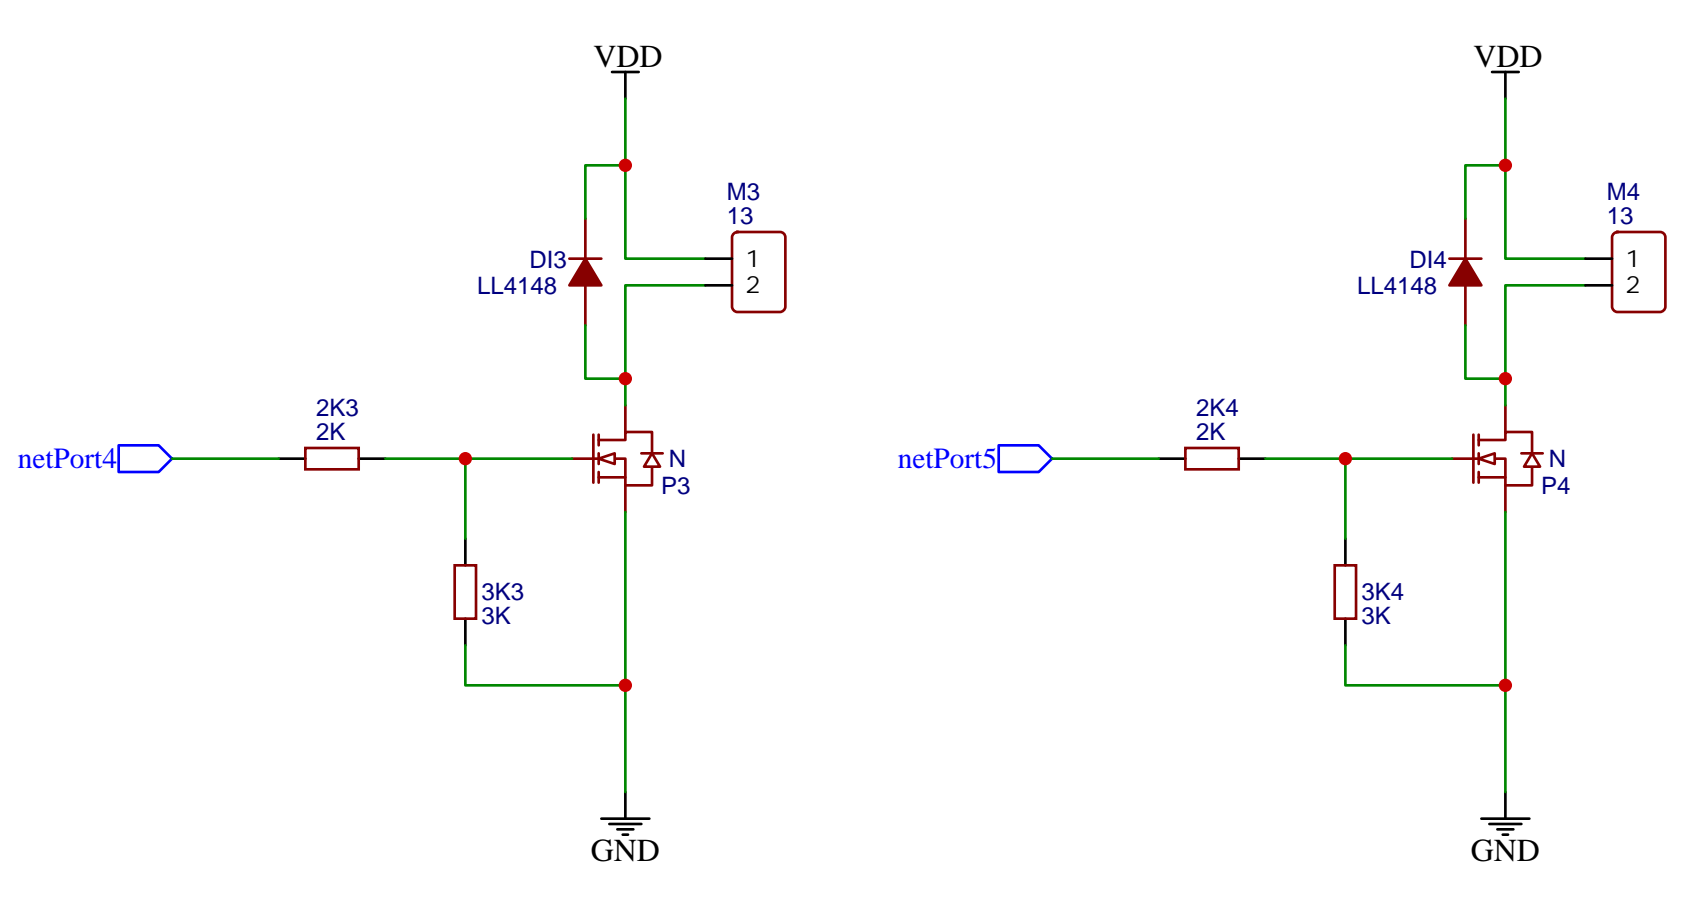 VDD
M3
13
1
2
DI3
LL4148
2K3
2K
netPort4
N
P3
3K3
3K
GND
VDD
M4
13
1
2
DI4
LL4148
2K4
2K
netPort5
N
P4
3K4
3K
GND